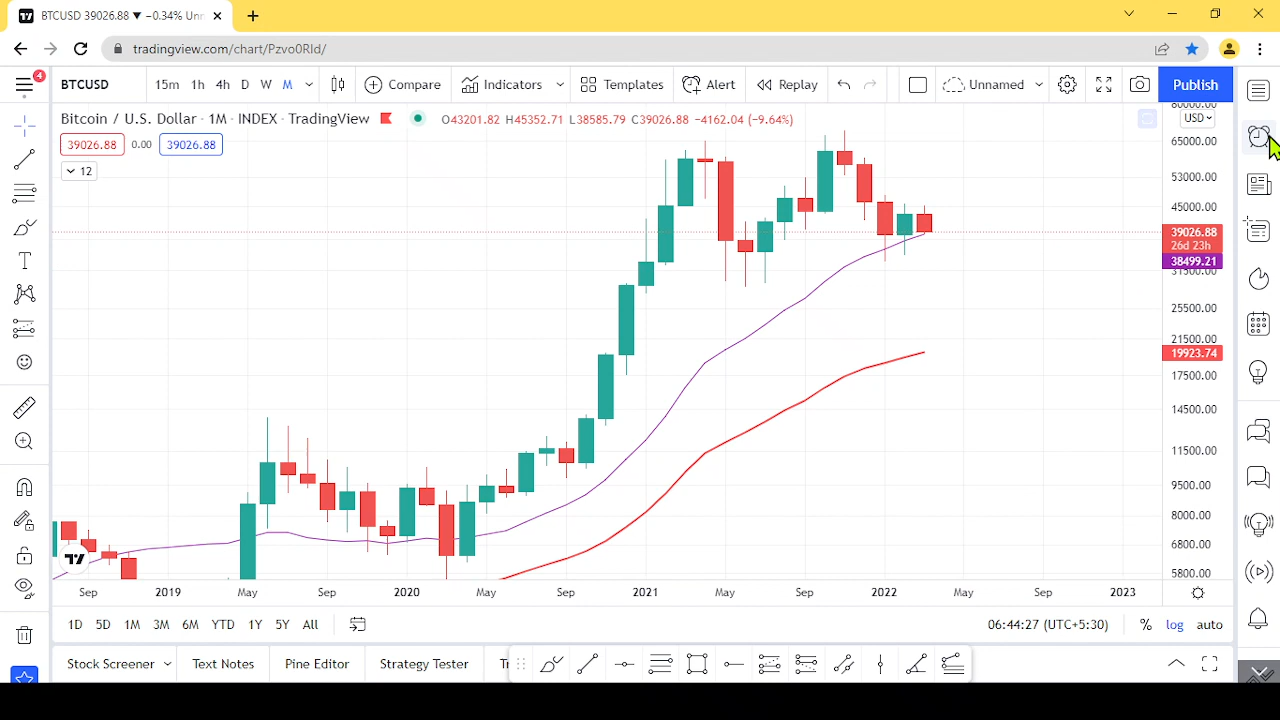 BTCUSD 39026.88 ▼ −0.34% Unn
tradingview.com/chart/Pzvo0RId/
4
BTCUSD 15m 1h 4h D W M Compare Indicators Templates Alert Replay Unnamed Publish
Bitcoin / U.S. Dollar · 1M · INDEX · TradingView O43201.82 H45352.71 L38585.79 C39026.88 −4162.04 (−9.64%)
80000.00
USD
39026.88 0.00 39026.88
12
65000.00
53000.00
45000.00
39026.88
26d 23h
38499.21
31500.00
25500.00
21500.00
19923.74
17500.00
14500.00
11500.00
9500.00
8000.00
6800.00
5800.00
Sep 2019 May Sep 2020 May Sep 2021 May Sep 2022 May Sep 2023
1D 5D 1M 3M 6M YTD 1Y 5Y All 06:44:27 (UTC+5:30) % log auto
Stock Screener Text Notes Pine Editor Strategy Tester